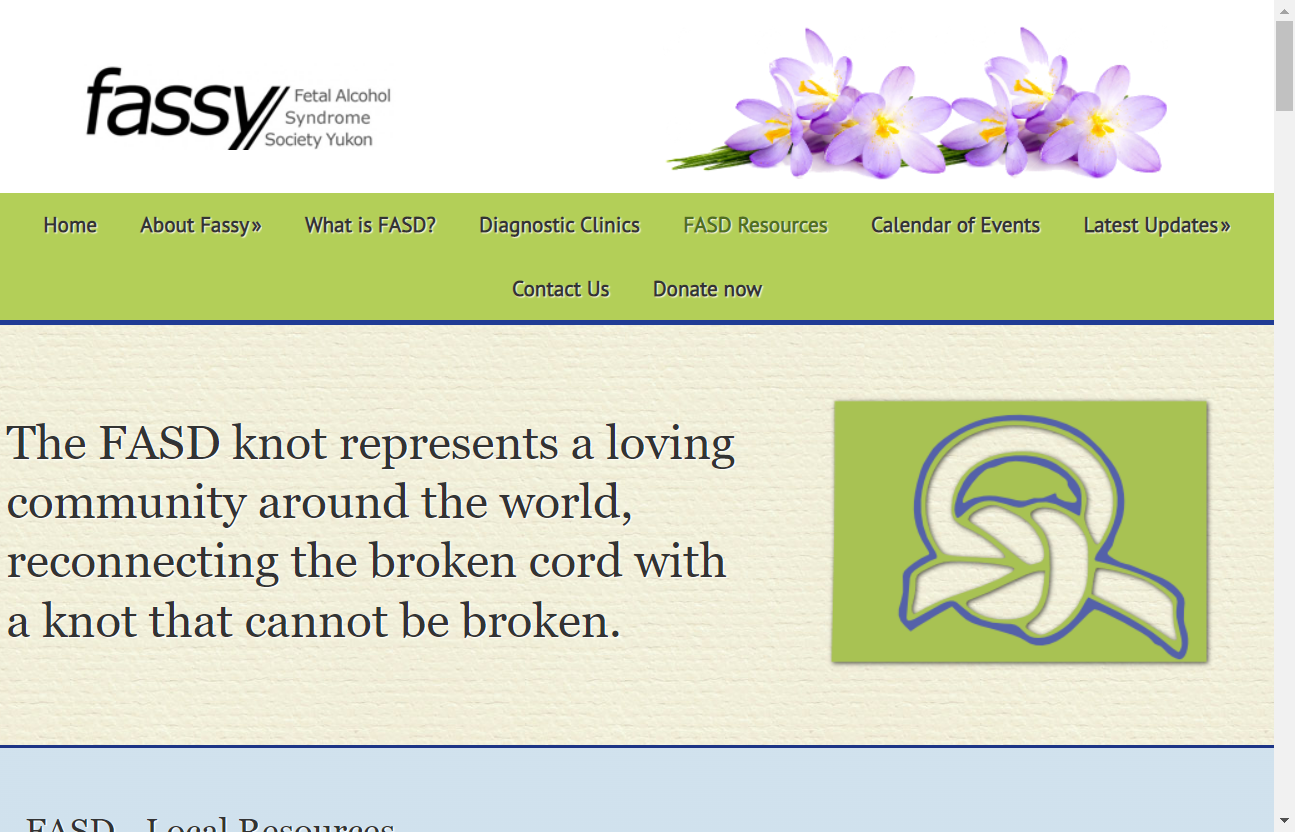 fassy Fetal Alcohol
Syndrome
Society Yukon
Home About Fassy» What is FASD? Diagnostic Clinics FASD Resources Calendar of Events Latest Updates»
Contact Us Donate now
The FASD knot represents a loving
community around the world,
reconnecting the broken cord with
a knot that cannot be broken.
FASD - Local Resources